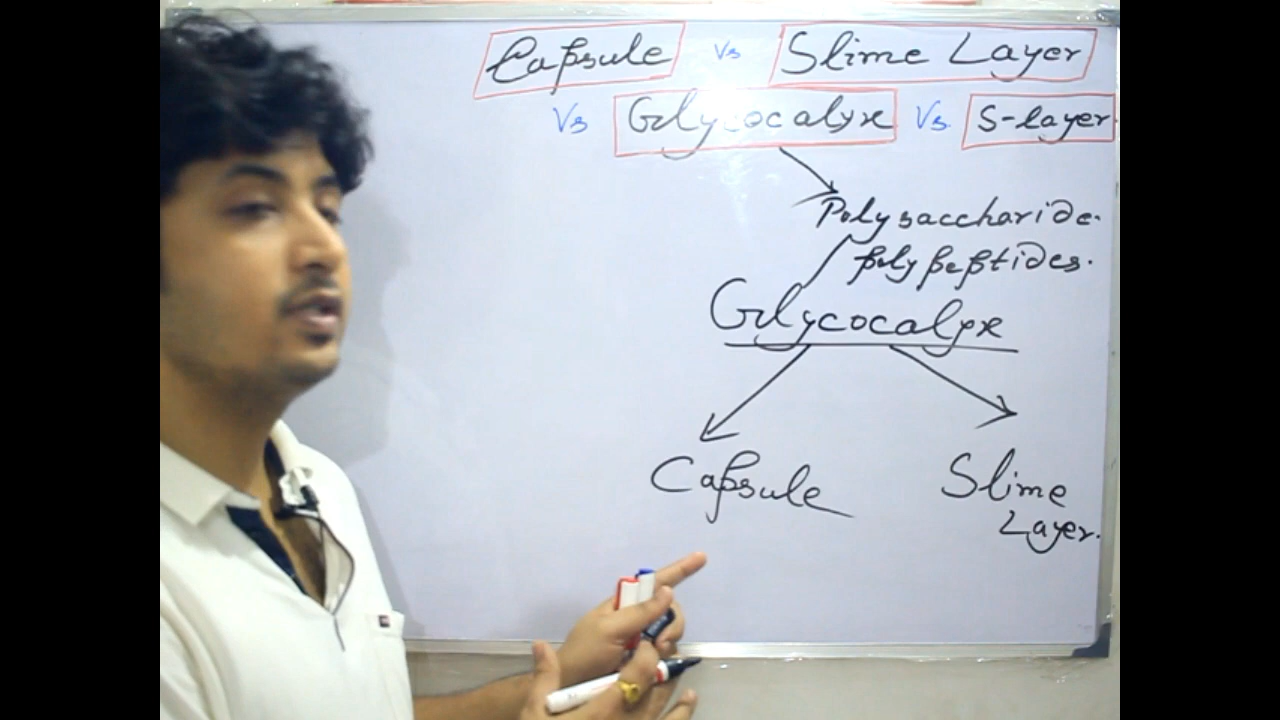 Capsule Vs Slime Layer
Vs Glycocalyx Vs S-layer
Polysaccharide.
polypeptides.
Glycocalyx
Capsule Slime
Layer.